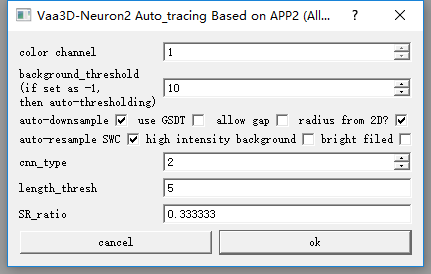 Vaa3D-Neuron2 Auto_tracing Based on APP2 (All...
color channel 1
background_threshold
(if set as -1,
then auto-thresholding) 10
auto-downsample use GSDT allow gap radius from 2D?
auto-resample SWC high intensity background bright filed
cnn_type 2
length_thresh 5
SR_ratio 0.333333
cancel ok